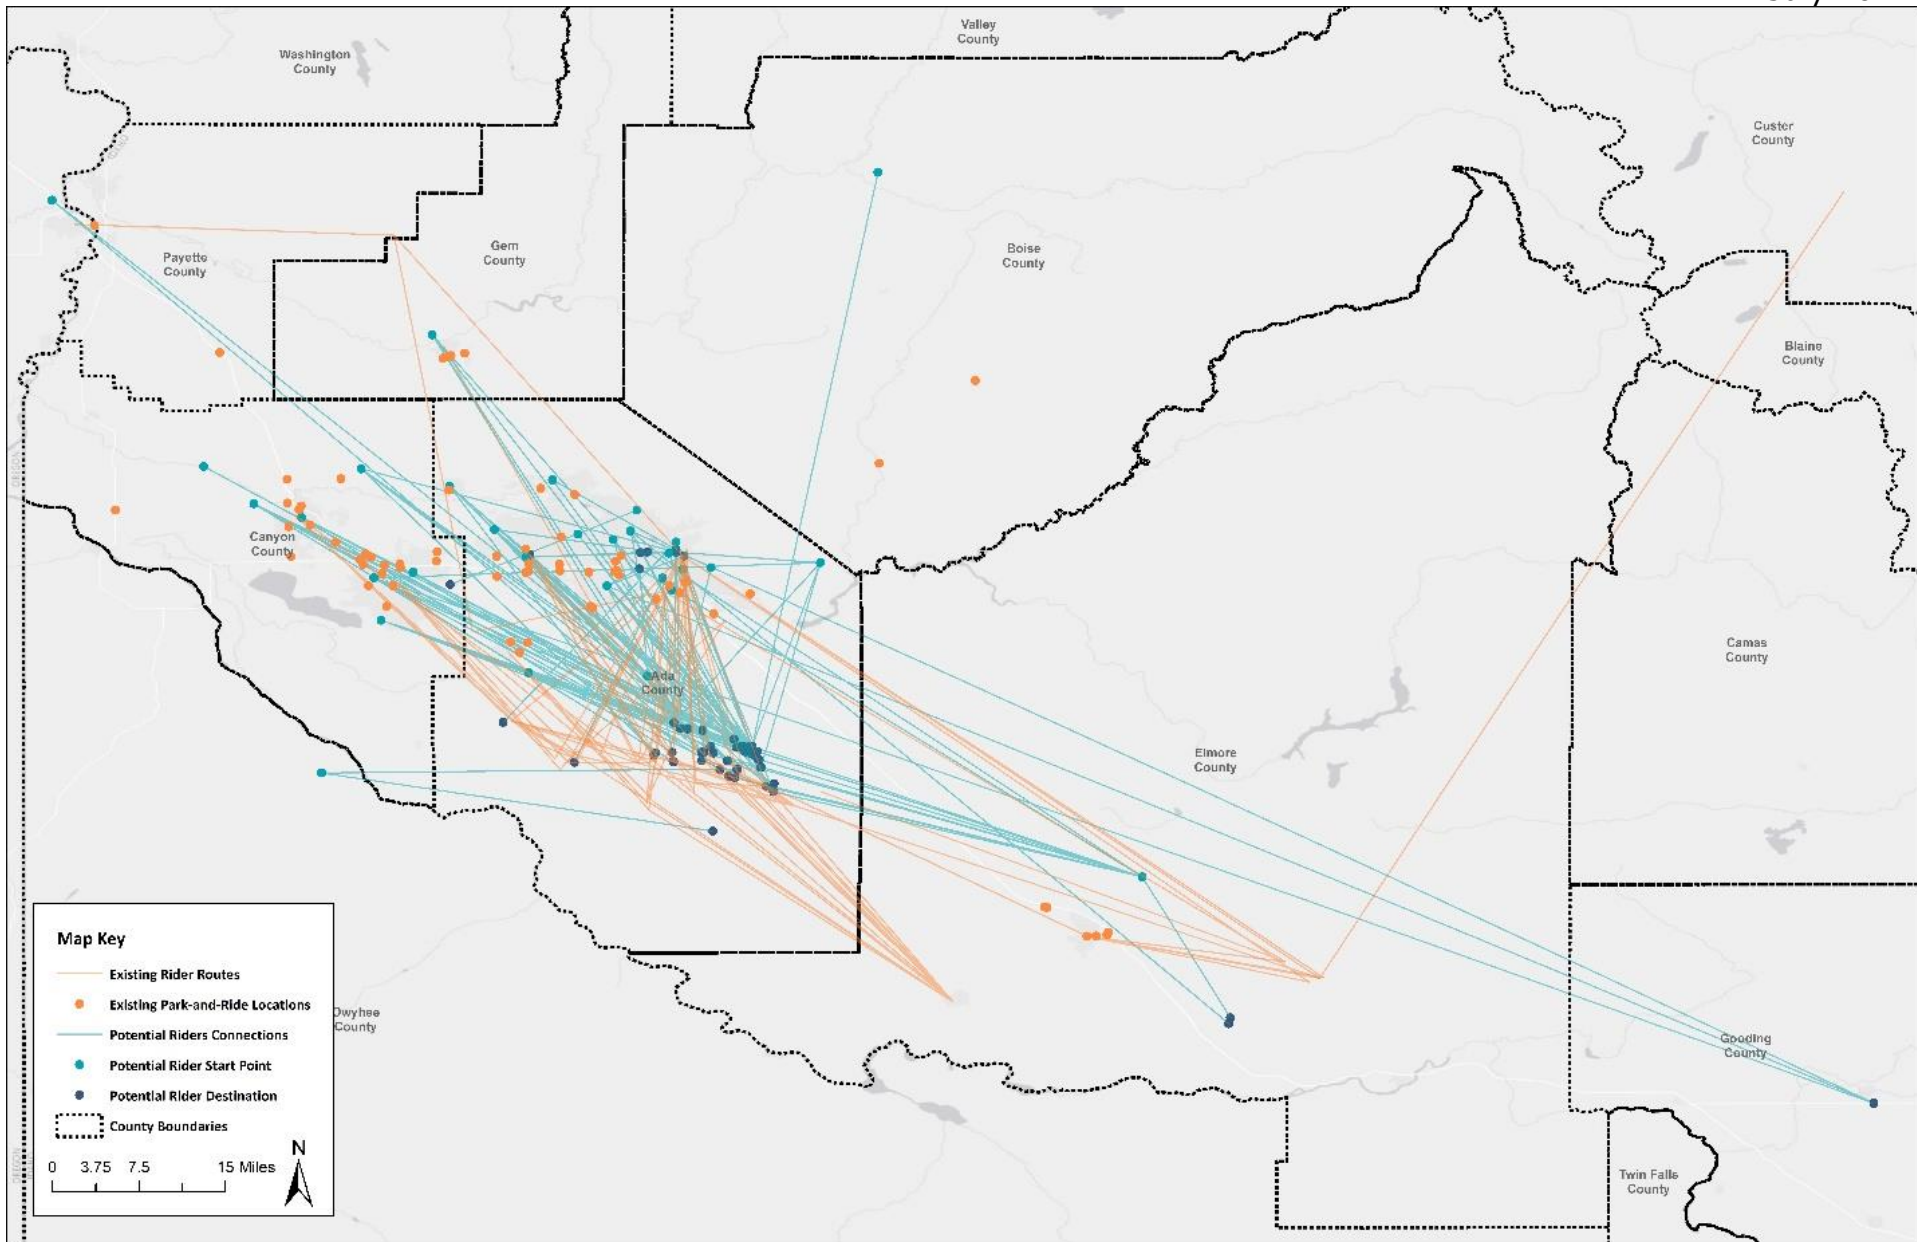 Valley
County
Washington
County
Custer
County
Gem
County
Boise
County
Payette
County
Blaine
County
OREGON
Canyon
County
Camas
County
Ada
County
Elmore
County
Map Key
Existing Rider Routes
Existing Park-and-Ride Locations
Potential Riders Connections
Potential Rider Start Point
Potential Rider Destination
County Boundaries
N
0 3.75 7.5 15 Miles
Owyhee
County
Gooding
County
OREGON
Twin Falls
County